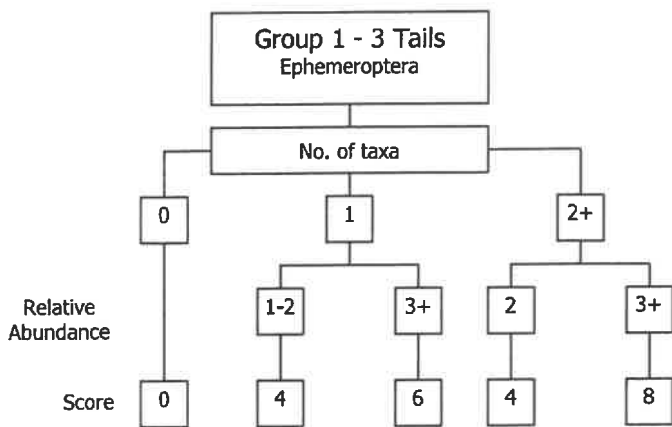 Group 1 - 3 Tails
Ephemeroptera
No. of taxa
0
1
2+
Relative
Abundance
1-2
3+
2
3+
Score
0
4
6
4
8